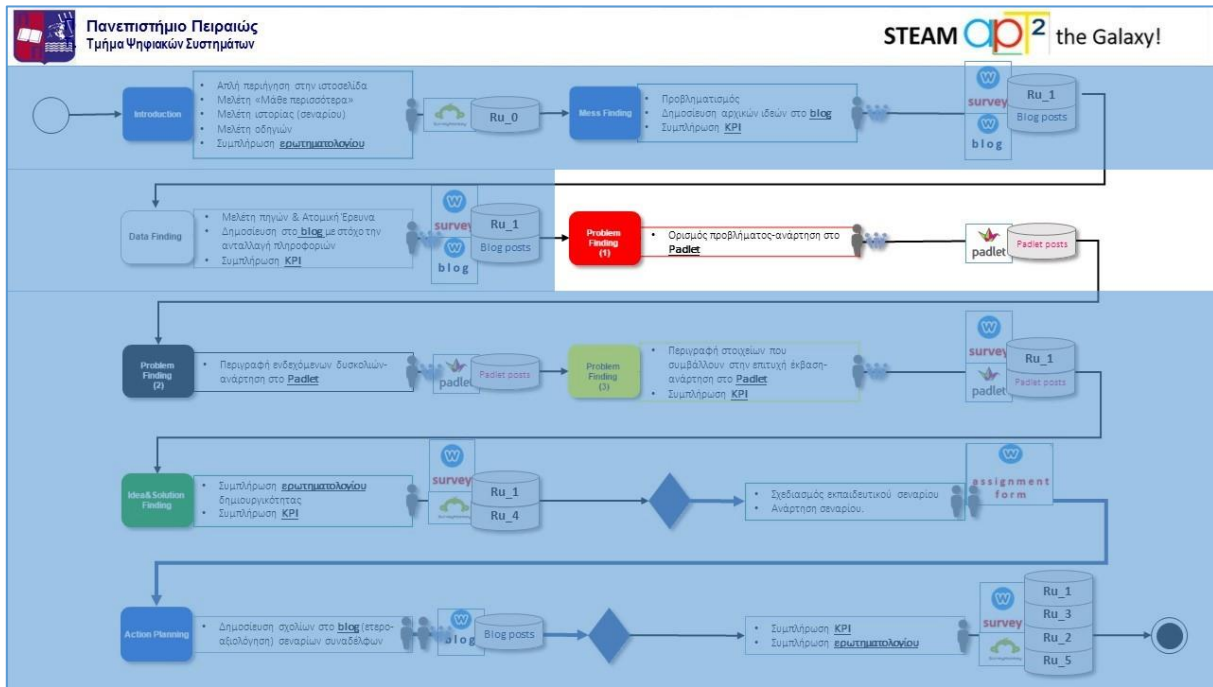 Πανεπιστήμιο Πειραιώς
Τμήμα Ψηφιακών Συστημάτων
STEAM apt2 the Galaxy!
Introduction
• Απλή περιήγηση στην ιστοσελίδα
• Μελέτη «Μάθε περισσότερα»
• Μελέτη ιστορίας (σεναρίου)
• Μελέτη οδηγιών
• Συμπλήρωση ερωτηματολογίου
Ru_0
Mess Finding
• Προβληματισμός
• Δημοσίευση αρχικών ιδεών στο blog
• Συμπλήρωση KPI
survey
blog
Ru_1
Blog posts
Data Finding
• Μελέτη πηγών & Ατομική Έρευνα
• Δημοσίευση στο blog με στόχο την
ανταλλαγή πληροφοριών
• Συμπλήρωση KPI
survey
blog
Ru_1
Blog posts
Problem
Finding
(1)
• Ορισμός προβλήματος-ανάρτηση στο
Padlet
padlet
Padlet posts
Problem
Finding
(2)
• Περιγραφή ενδεχόμενων δυσκολιών-
ανάρτηση στο Padlet
padlet
Padlet posts
Problem
Finding
(3)
• Περιγραφή στοιχείων που
συμβάλλουν στην επιτυχή έκβαση-
ανάρτηση στο Padlet
• Συμπλήρωση KPI
survey
padlet
Ru_1
Padlet posts
Idea&Solution
Finding
• Συμπλήρωση ερωτηματολογίου
δημιουργικότητας
• Συμπλήρωση KPI
survey
Ru_1
Ru_4
• Σχεδιασμός εκπαιδευτικού σεναρίου
• Ανάρτηση σεναρίου.
assignment
form
Action Planning
• Δημοσίευση σχολίων στο blog (ετερο-
αξιολόγηση) σεναρίων συναδέλφων
blog
Blog posts
• Συμπλήρωση KPI
• Συμπλήρωση ερωτηματολογίου
survey
Ru_1
Ru_3
Ru_2
Ru_5